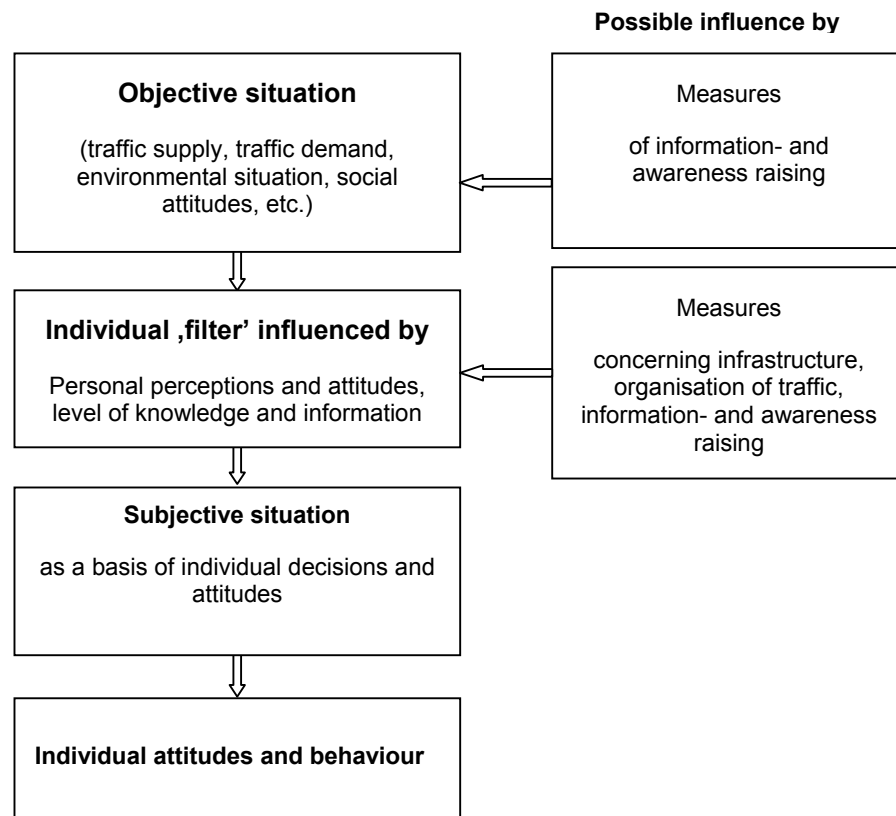 Possible influence by
Objective situation
(traffic supply, traffic demand,
environmental situation, social
attitudes, etc.)
Measures
of information- and
awareness raising
Individual ‚filter’ influenced by
Personal perceptions and attitudes,
level of knowledge and information
Measures
concerning infrastructure,
organisation of traffic,
information- and awareness
raising
Subjective situation
as a basis of individual decisions and
attitudes
Individual attitudes and behaviour